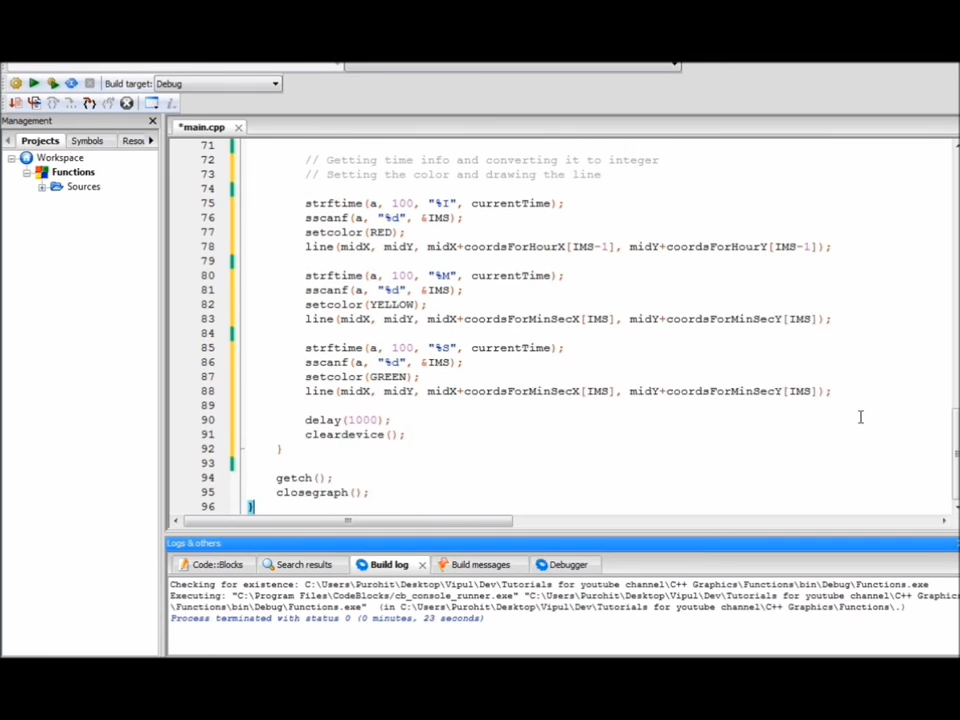 Build target: Debug
Management
Projects Symbols Resou
Workspace
Functions
Sources
*main.cpp
71
72 // Getting time info and converting it to integer
73 // Setting the color and drawing the line
74
75 strftime(a, 100, "%I", currentTime);
76 sscanf(a, "%d", &IMS);
77 setcolor(RED);
78 line(midX, midY, midX+coordsForHourX[IMS-1], midY+coordsForHourY[IMS-1]);
79
80 strftime(a, 100, "%M", currentTime);
81 sscanf(a, "%d", &IMS);
82 setcolor(YELLOW);
83 line(midX, midY, midX+coordsForMinSecX[IMS], midY+coordsForMinSecY[IMS]);
84
85 strftime(a, 100, "%S", currentTime);
86 sscanf(a, "%d", &IMS);
87 setcolor(GREEN);
88 line(midX, midY, midX+coordsForMinSecX[IMS], midY+coordsForMinSecY[IMS]);
89
90 delay(1000);
91 cleardevice();
92 }
93
94 getch();
95 closegraph();
96 }
Logs & others
Code::Blocks Search results Build log Build messages Debugger
Checking for existence: C:\Users\Purohit\Desktop\Vipul\Dev\Tutorials for youtube channel\C++ Graphics\Functions\bin\Debug\Functions.exe
Executing: "C:\Program Files\CodeBlocks/cb_console_runner.exe" "C:\Users\Purohit\Desktop\Vipul\Dev\Tutorials for youtube channel\C++ Graphics
\Functions\bin\Debug\Functions.exe" (in C:\Users\Purohit\Desktop\Vipul\Dev\Tutorials for youtube channel\C++ Graphics\Functions\.)
Process terminated with status 0 (0 minutes, 23 seconds)